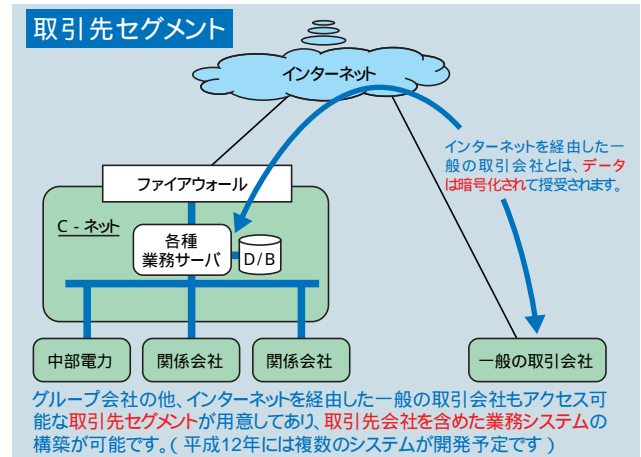 取引先セグメント
インターネット
インターネットを経由した一
般の取引会社とは、データ
は暗号化されて授受されます。
ファイアウォール
C - ネット
各種
業務サーバ
D/B
中部電力
関係会社
関係会社
一般の取引会社
グループ会社の他、インターネットを経由した一般の取引会社もアクセス可
能な取引先セグメントが用意してあり、取引先会社を含めた業務システムの
構築が可能です。( 平成12年には複数のシステムが開発予定です )